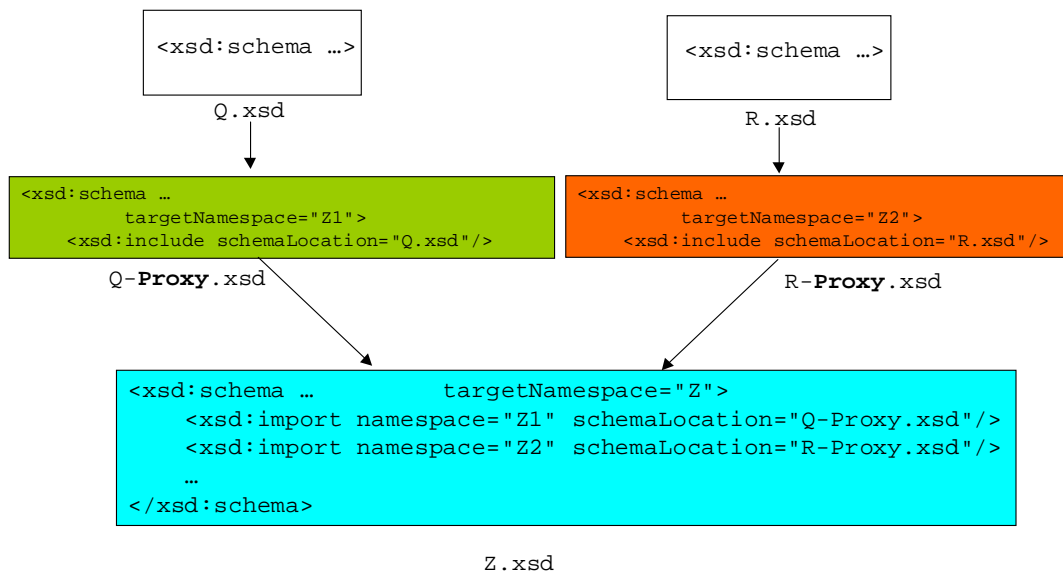 <xsd:schema …>
Q.xsd
<xsd:schema …>
R.xsd
<xsd:schema …
targetNamespace="Z1">
<xsd:include schemaLocation="Q.xsd"/>
Q-Proxy.xsd
<xsd:schema …
targetNamespace="Z2">
<xsd:include schemaLocation="R.xsd"/>
R-Proxy.xsd
<xsd:schema … targetNamespace="Z">
<xsd:import namespace="Z1" schemaLocation="Q-Proxy.xsd"/>
<xsd:import namespace="Z2" schemaLocation="R-Proxy.xsd"/>
…
</xsd:schema>
Z.xsd